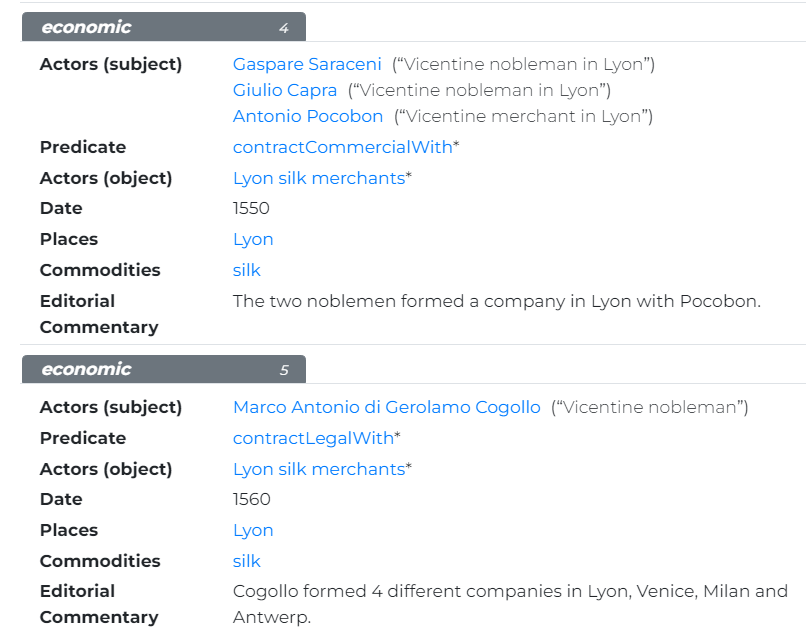 economic 4
Actors (subject) Gaspare Saraceni (“Vicentine nobleman in Lyon”)
Giulio Capra (“Vicentine nobleman in Lyon”)
Antonio Pocobon (“Vicentine merchant in Lyon”)
Predicate contractCommercialWith*
Actors (object) Lyon silk merchants*
Date 1550
Places Lyon
Commodities silk
Editorial The two noblemen formed a company in Lyon with Pocobon.
Commentary
economic 5
Actors (subject) Marco Antonio di Gerolamo Cogollo (“Vicentine nobleman”)
Predicate contractLegalWith*
Actors (object) Lyon silk merchants*
Date 1560
Places Lyon
Commodities silk
Editorial Cogollo formed 4 different companies in Lyon, Venice, Milan and
Commentary Antwerp.